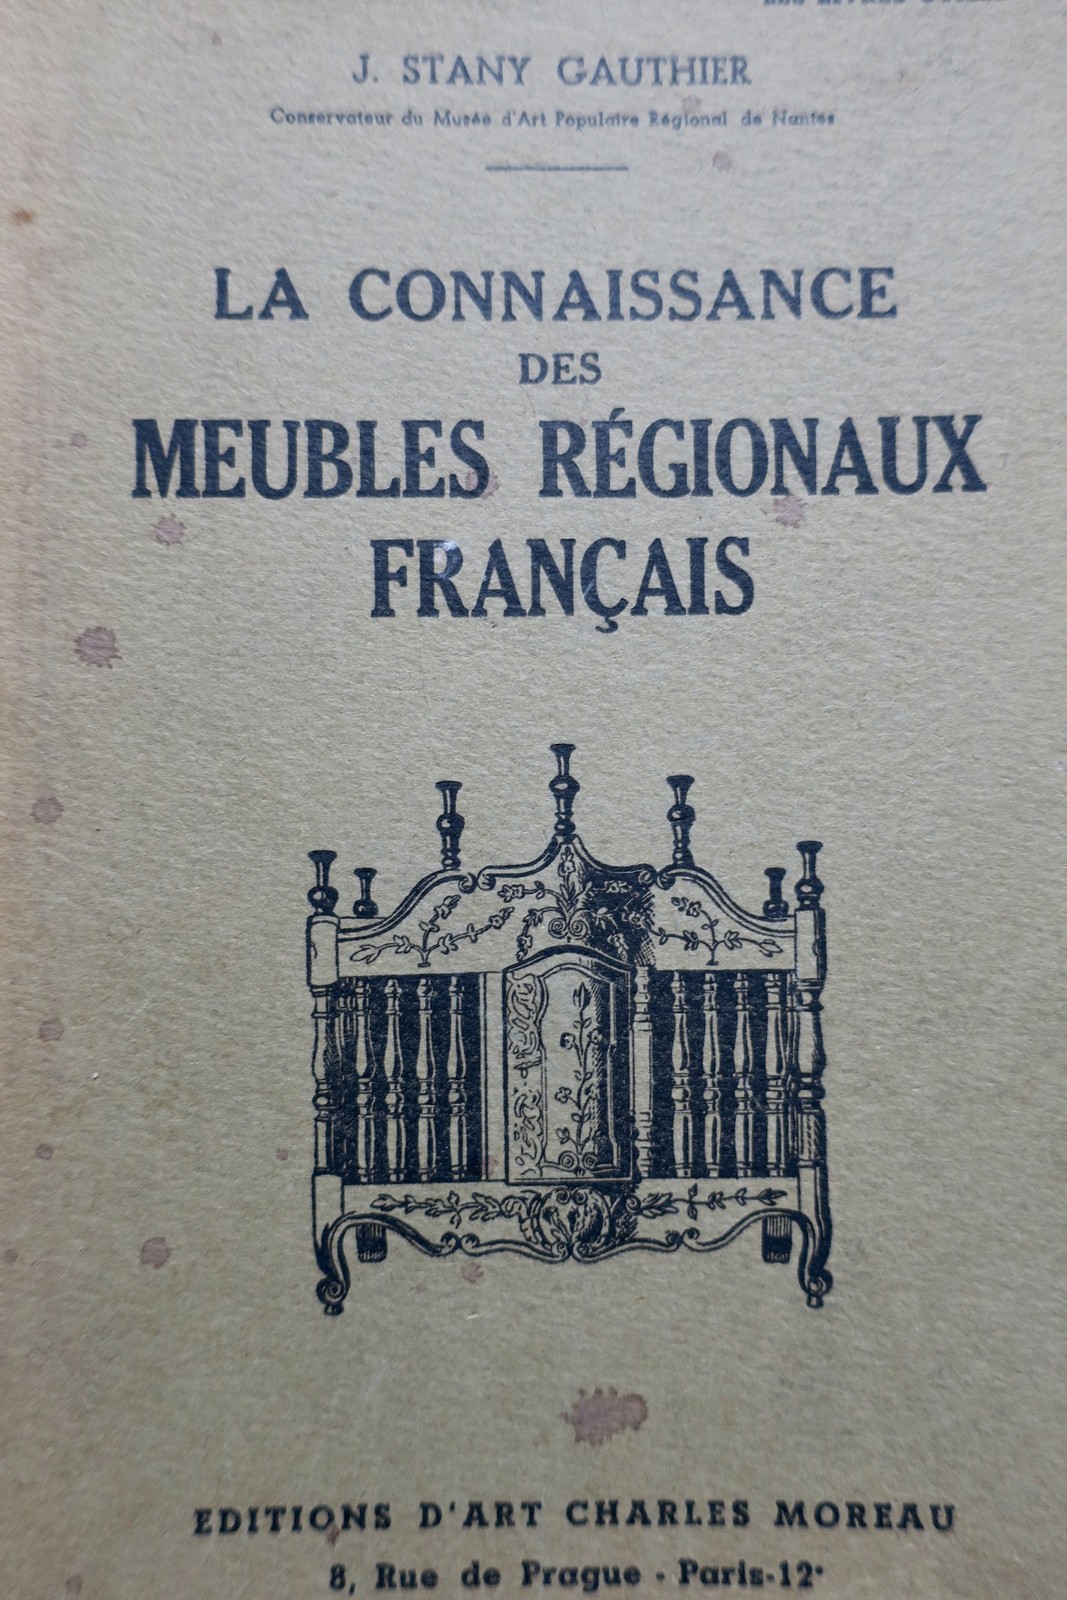 J. STANY GAUTHIER
Conservateur du Musée d'Art Populaire Régional de Nantes
LA CONNAISSANCE
DES
MEUBLES RÉGIONAUX
FRANÇAIS
EDITIONS D'ART CHARLES MOREAU
8, Rue de Prague - Paris-12ᵉ